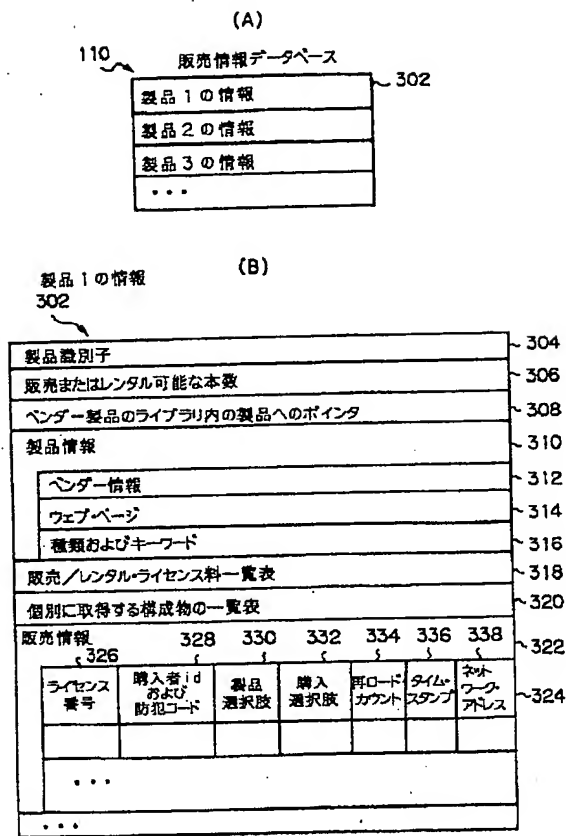 (A)
110
販売情報データベース
302
製品1の情報
製品2の情報
製品3の情報
・・・
(B)
製品1の情報
302
製品識別子
304
販売またはレンタル可能な本数
306
ベンダー製品のライブラリ内の製品へのポインタ
308
製品情報
310
ベンダー情報
312
ウェブ・ページ
314
種類およびキーワード
316
販売/レンタル・ライセンス料一覧表
318
個別に取得する構成物の一覧表
320
販売情報
322
326
328
330
332
334
336
338
ライセンス番号
購入者idおよび防犯コード
製品選択肢
購入選択肢
再ロードカウント
タイム・スタンプ
ネットワーク・アドレス
324
・・・
・・・